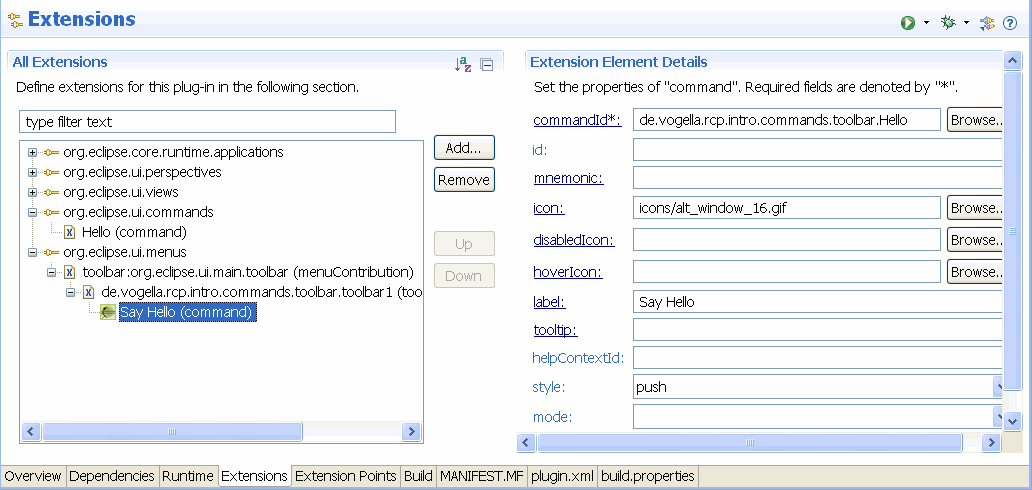 Extensions
All Extensions
Define extensions for this plug-in in the following section.
type filter text
org.eclipse.core.runtime.applications
org.eclipse.ui.perspectives
org.eclipse.ui.views
org.eclipse.ui.commands
Hello (command)
org.eclipse.ui.menus
toolbar:org.eclipse.ui.main.toolbar (menuContribution)
de.vogella.rcp.intro.commands.toolbar.toolbar1 (too
Say Hello (command)
Add...
Remove
Up
Down
Extension Element Details
Set the properties of "command". Required fields are denoted by "*".
commandId*: de.vogella.rcp.intro.commands.toolbar.Hello Browse..
id:
mnemonic:
icon: icons/alt_window_16.gif Browse..
disabledIcon: Browse..
hoverIcon: Browse..
label: Say Hello
tooltip:
helpContextId:
style: push
mode:
Overview Dependencies Runtime Extensions Extension Points Build MANIFEST.MF plugin.xml build.properties